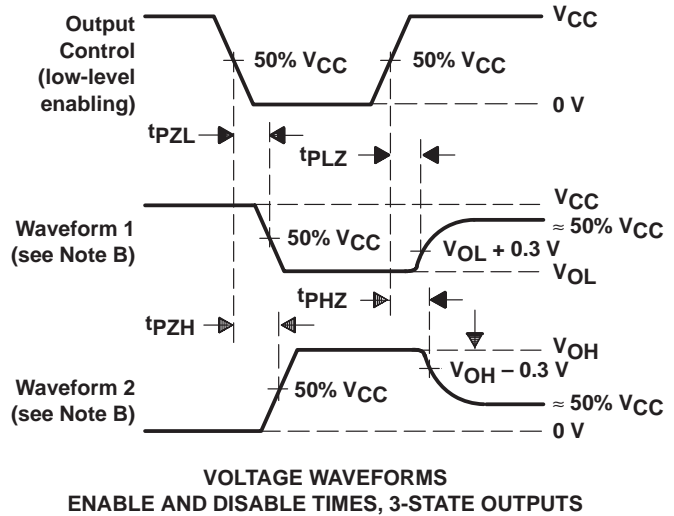 Output
Control
(low-level
enabling)
50% VCC
50% VCC
VCC
0 V
tPZL
tPLZ
VCC
Waveform 1
(see Note B)
50% VCC
≈ 50% VCC
VOL + 0.3 V
VOL
tPHZ
tPZH
VOH
VOH – 0.3 V
Waveform 2
(see Note B)
50% VCC
≈ 50% VCC
0 V
VOLTAGE WAVEFORMS
ENABLE AND DISABLE TIMES, 3-STATE OUTPUTS